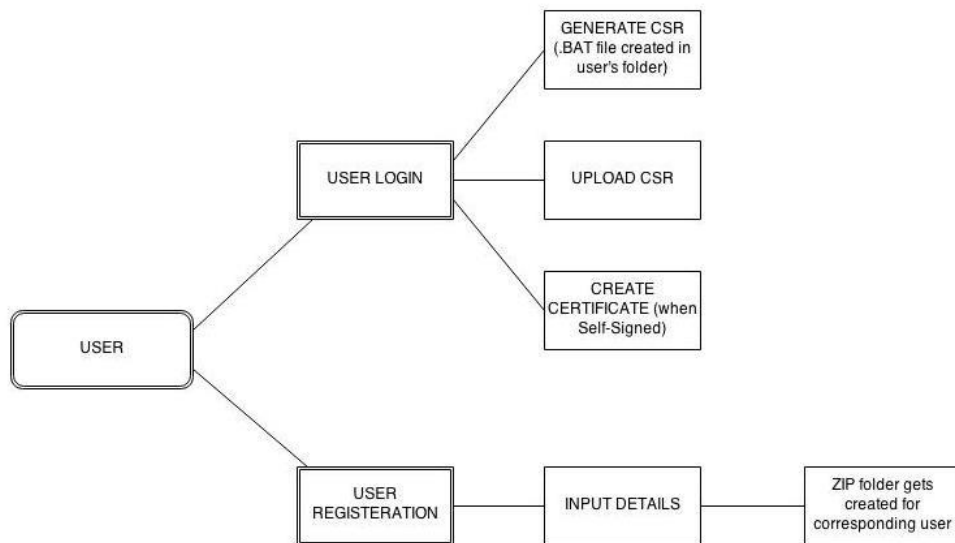 GENERATE CSR
(.BAT file created in
user's folder)
USER LOGIN
UPLOAD CSR
CREATE
CERTIFICATE (when
Self-Signed)
USER
USER
REGISTERATION
INPUT DETAILS
ZIP folder gets
created for
corresponding user